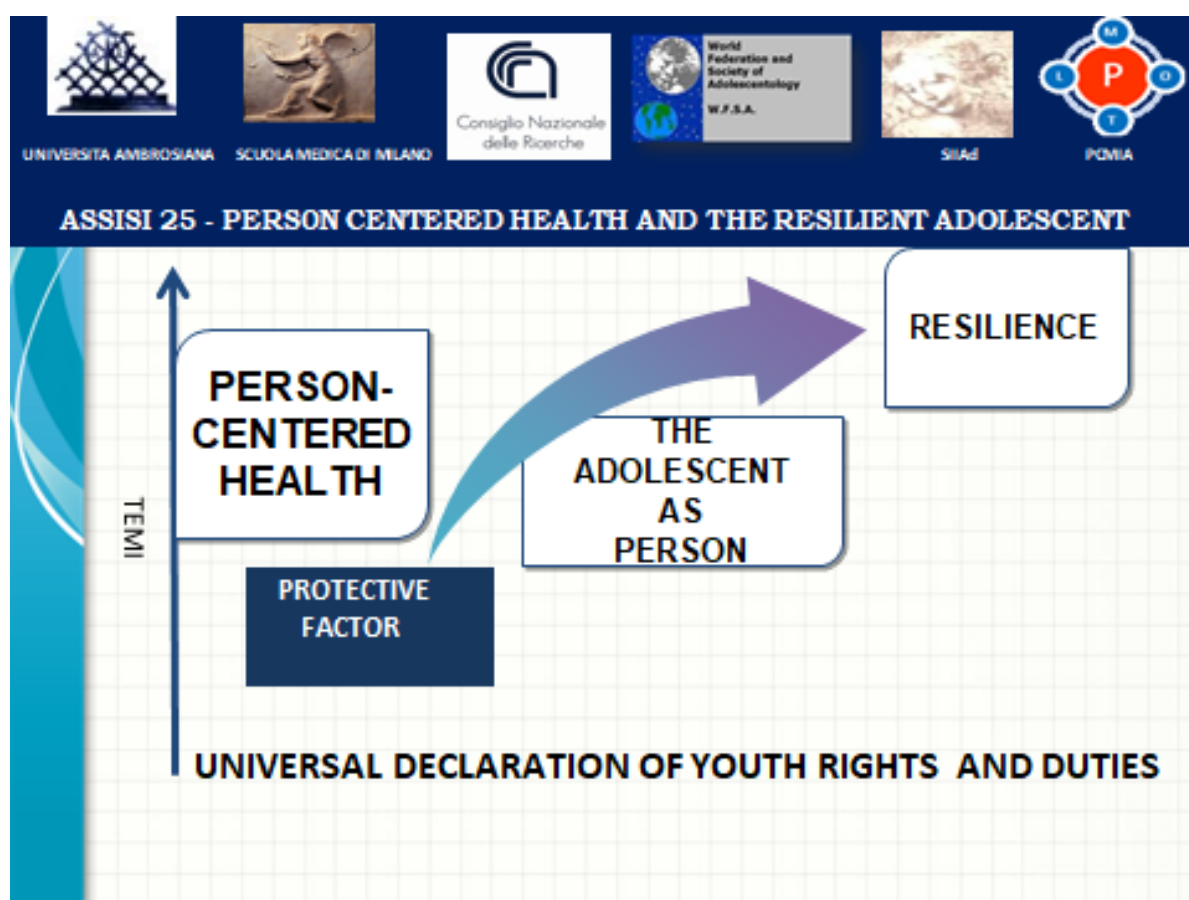 UNIVERSITA AMBROSIANA
SCUOLA MEDICA DI MILANO
Consiglio Nazionale
delle Ricerche
World
Federation and
Society of
Adolescentology
W.F.S.A.
SIIAd
M
L
P
O
T
PCMIA
ASSISI 25 - PERSON CENTERED HEALTH AND THE RESILIENT ADOLESCENT
RESILIENCE
PERSON-
CENTERED
HEALTH
THE
ADOLESCENT
AS
PERSON
TEMI
PROTECTIVE
FACTOR
UNIVERSAL DECLARATION OF YOUTH RIGHTS AND DUTIES